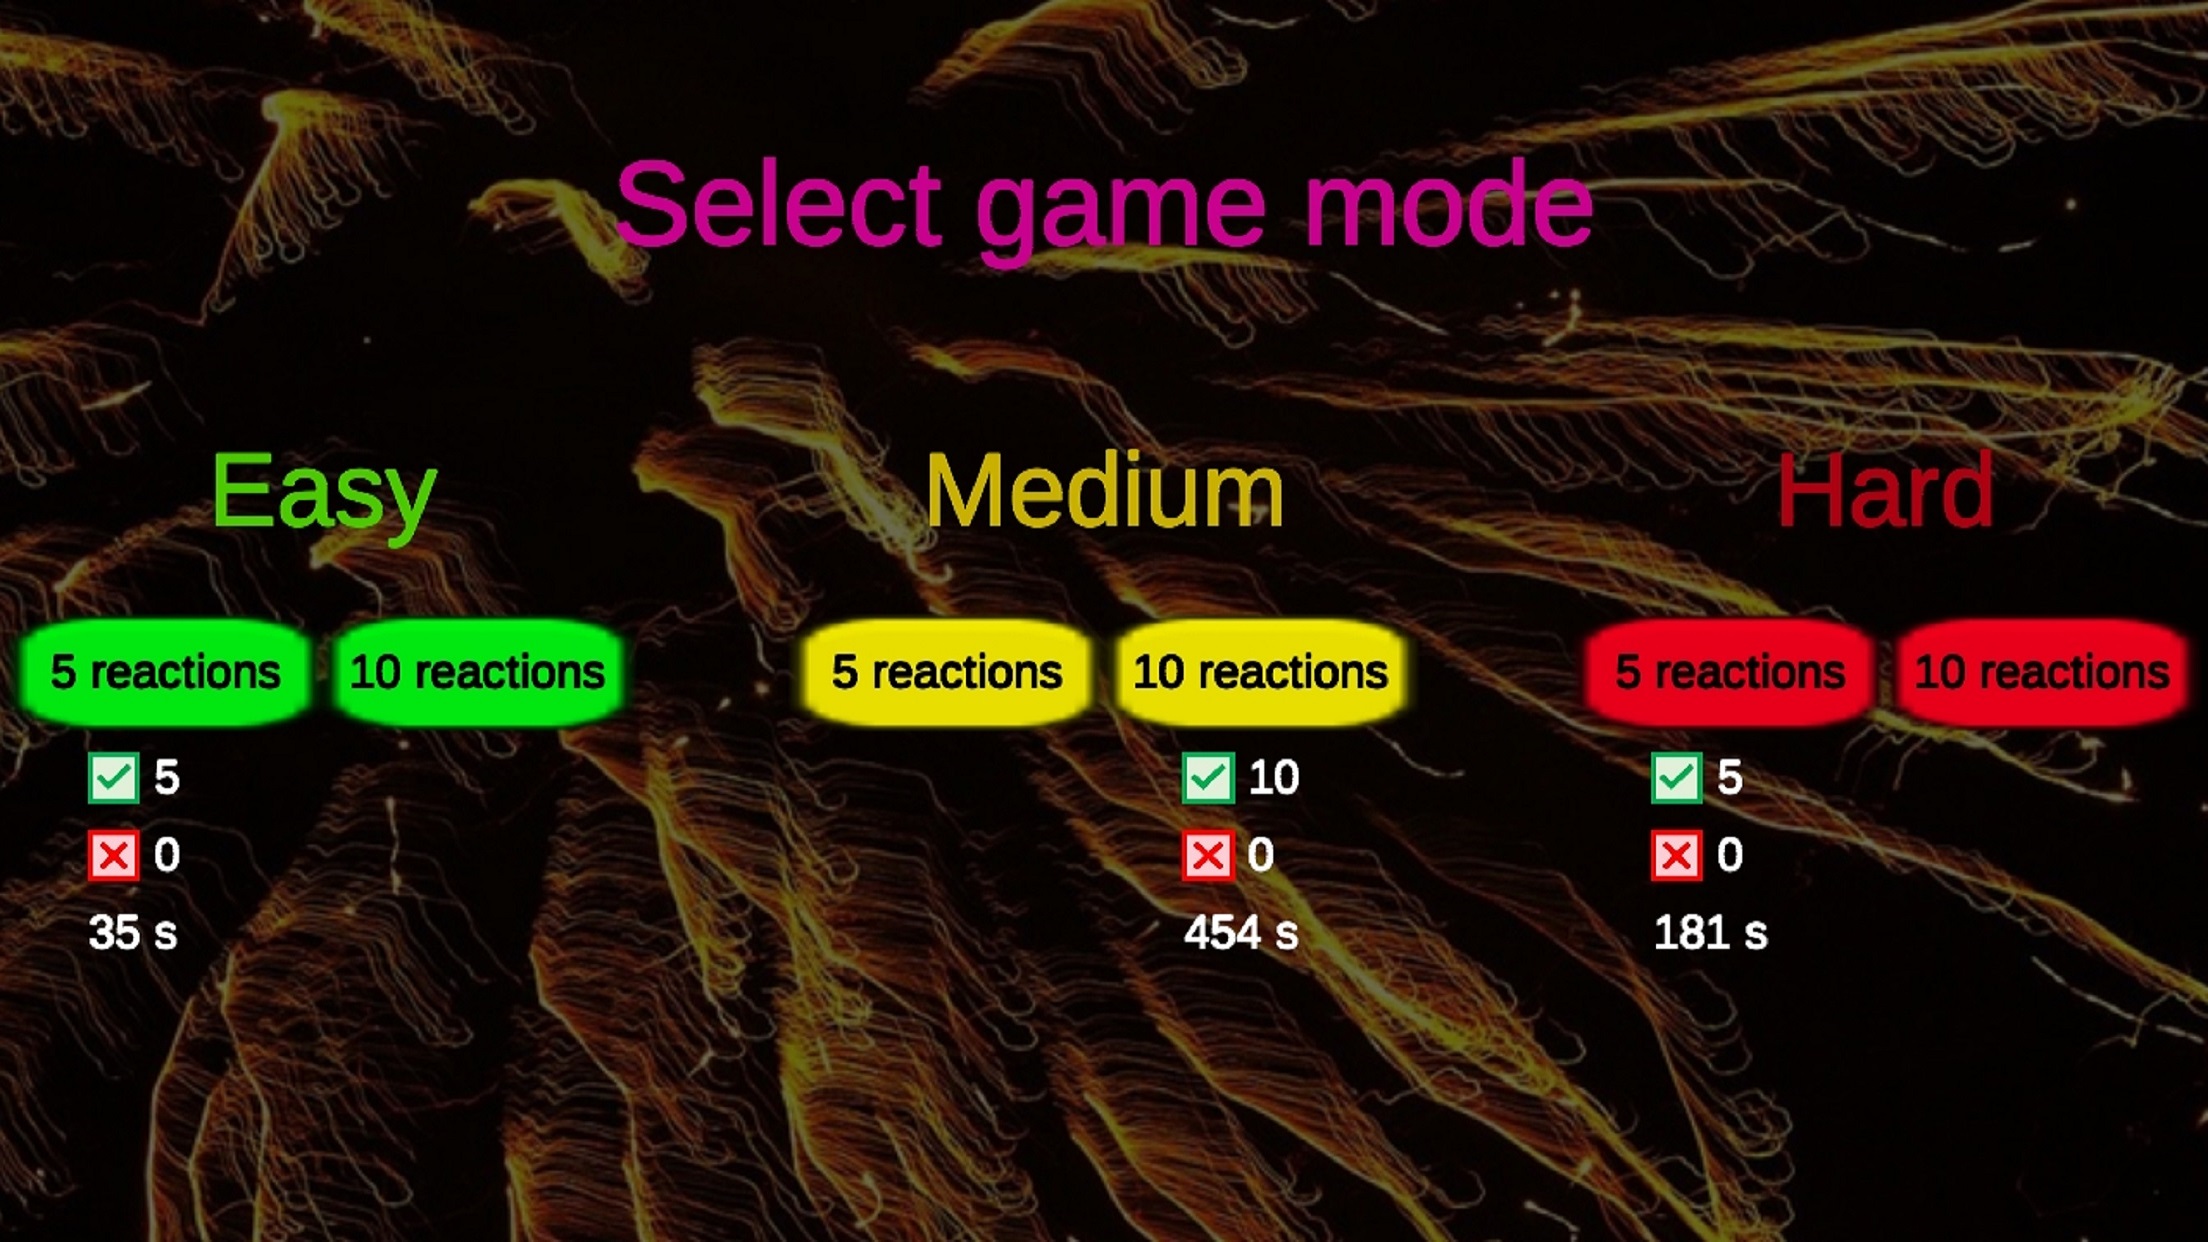 Select game mode
Easy
Medium
Hard
5 reactions
10 reactions
5 reactions
10 reactions
5 reactions
10 reactions
5
0
35 s
10
0
454 s
5
0
181 s